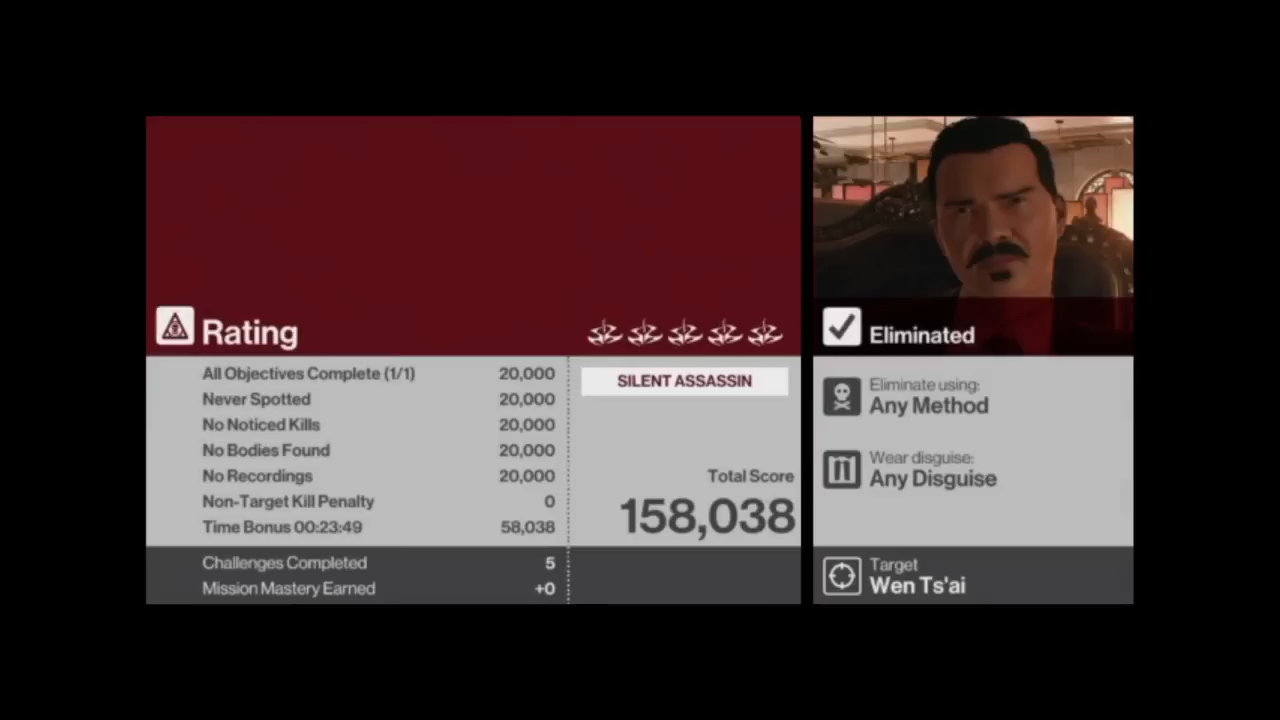 Rating
All Objectives Complete (1/1) 20,000
Never Spotted 20,000
No Noticed Kills 20,000
No Bodies Found 20,000
No Recordings 20,000
Non-Target Kill Penalty 0
Time Bonus 00:23:49 58,038
Challenges Completed 5
Mission Mastery Earned +0
SILENT ASSASSIN
Total Score
158,038
Eliminated
Eliminate using:
Any Method
Wear disguise:
Any Disguise
Target
Wen Ts'ai